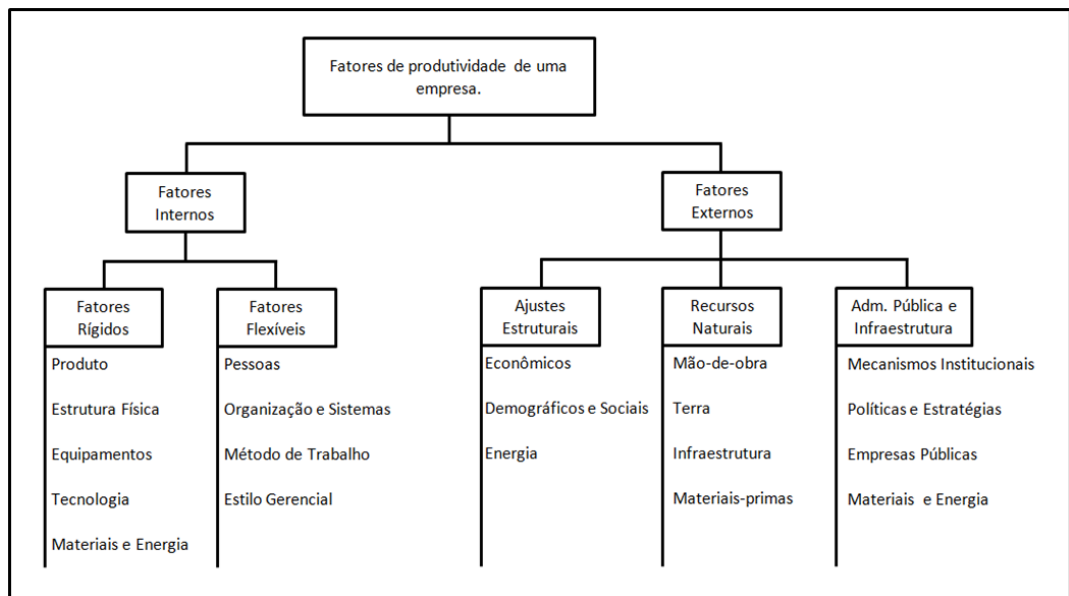 Fatores de produtividade de uma
empresa.
Fatores
Internos
Fatores
Externos
Fatores
Rígidos
Fatores
Flexíveis
Ajustes
Estruturais
Recursos
Naturais
Adm. Pública e
Infraestrutura
Produto
Estrutura Física
Equipamentos
Tecnologia
Materiais e Energia
Pessoas
Organização e Sistemas
Método de Trabalho
Estilo Gerencial
Econômicos
Demográficos e Sociais
Energia
Mão-de-obra
Terra
Infraestrutura
Materiais-primas
Mecanismos Institucionais
Políticas e Estratégias
Empresas Públicas
Materiais e Energia